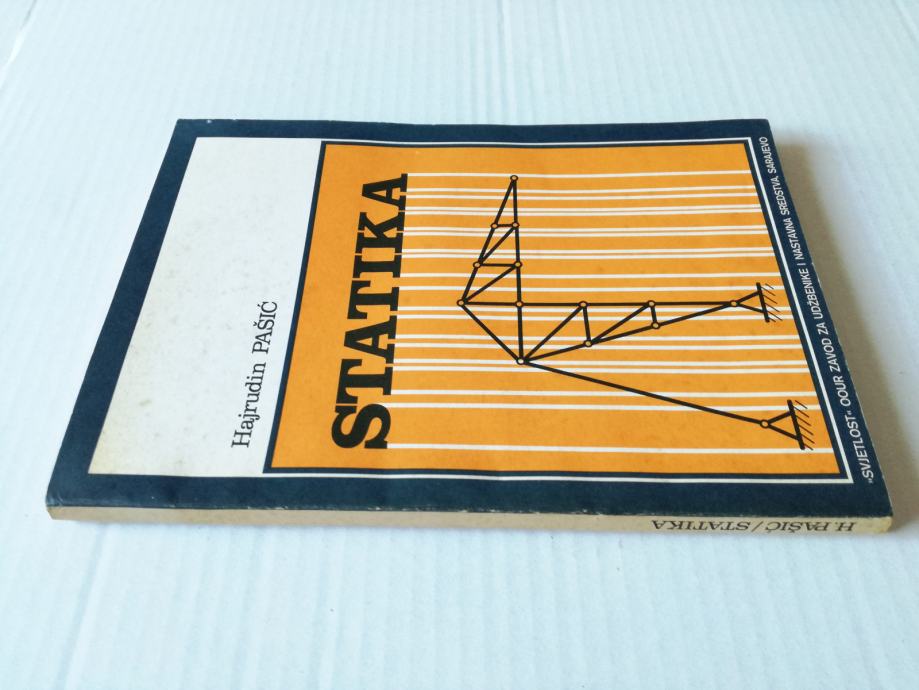 Hajrudin PAŠIĆ
STATIKA
»SVJETLOST« OOUR ZAVOD ZA UDŽBENIKE I NASTAVNA SREDSTVA, SARAJEVO
H. PAŠIĆ / STATIKA